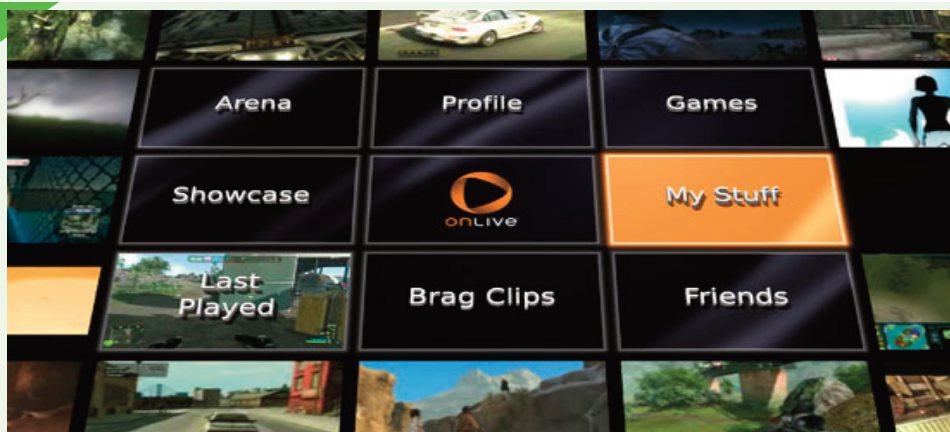 Arena
Profile
Games
Showcase
onLIVE
My Stuff
Last
Played
Brag Clips
Friends